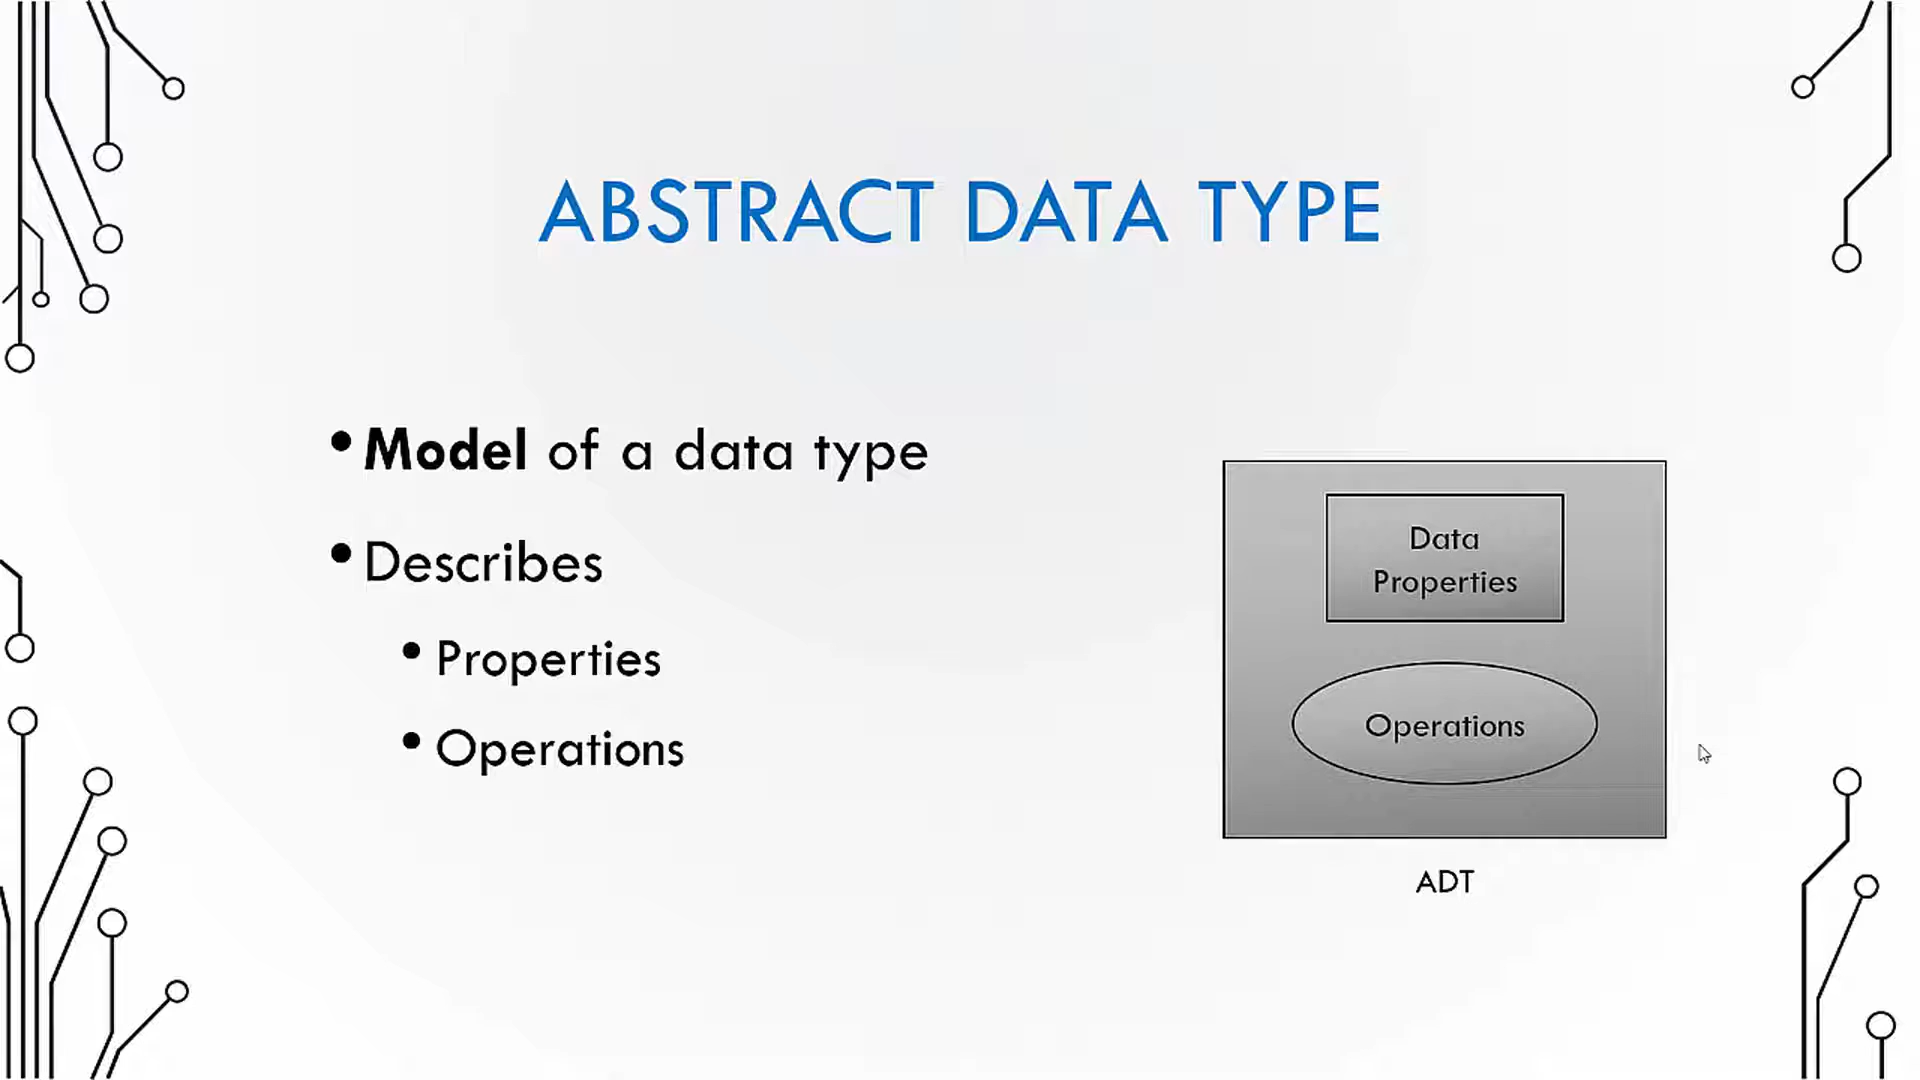 ABSTRACT DATA TYPE
• Model of a data type
• Describes
• Properties
• Operations
Data
Properties
Operations
ADT